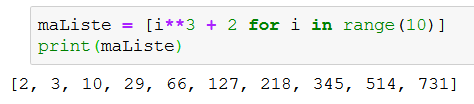 maListe = [i**3 + 2 for i in range(10)]
print(maListe)
[2, 3, 10, 29, 66, 127, 218, 345, 514, 731]